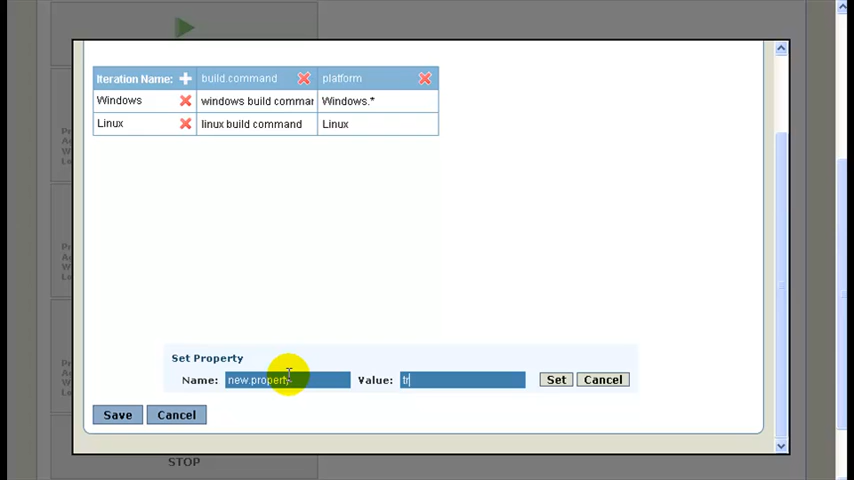 Iteration Name: build.command platform
Windows windows build commar Windows.*
Linux linux build command Linux
Set Property
Name: new.property Value: tr Set Cancel
Save Cancel
STOP